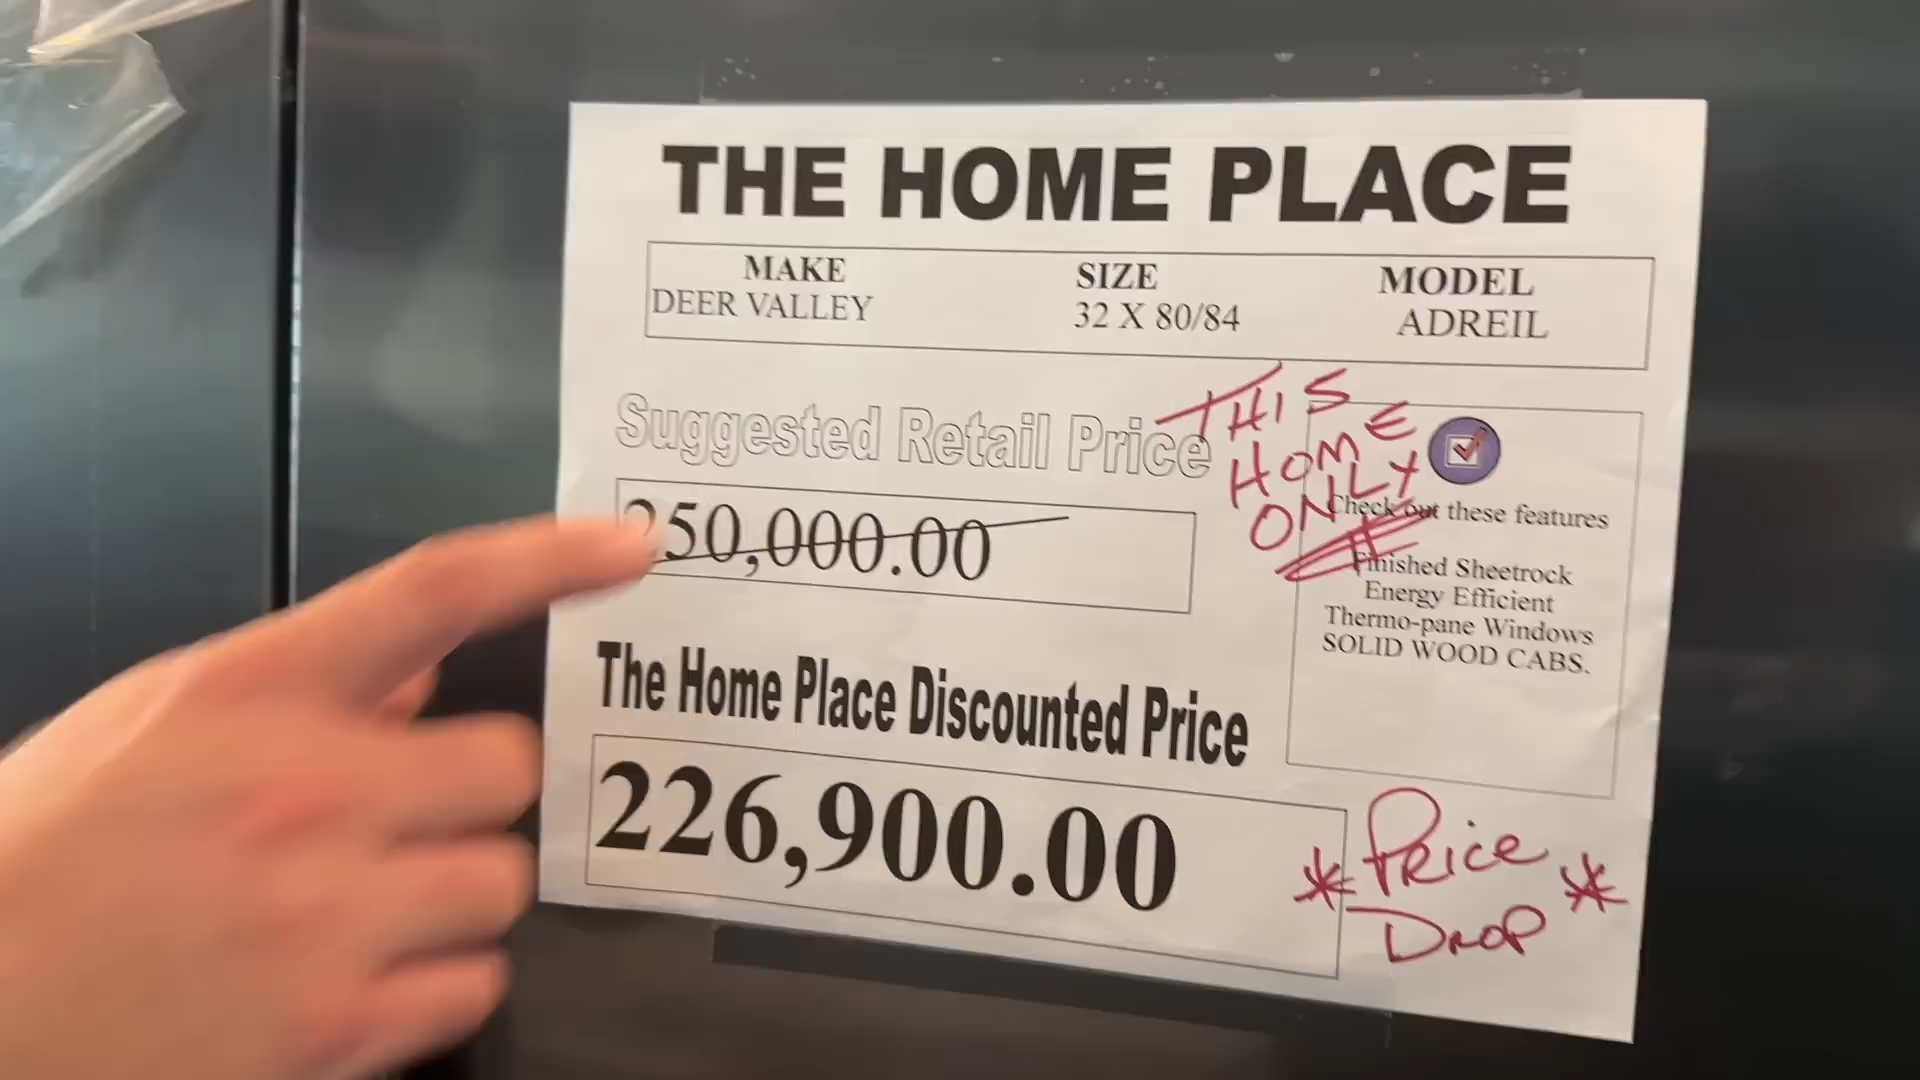 THE HOME PLACE
MAKE SIZE MODEL
DEER VALLEY 32 X 80/84 ADREIL
Suggested Retail Price
250,000.00
THIS
HOME
ONLY
Check out these features
Finished Sheetrock
Energy Efficient
Thermo-pane Windows
SOLID WOOD CABS.
The Home Place Discounted Price
226,900.00
* PRICE *
DROP